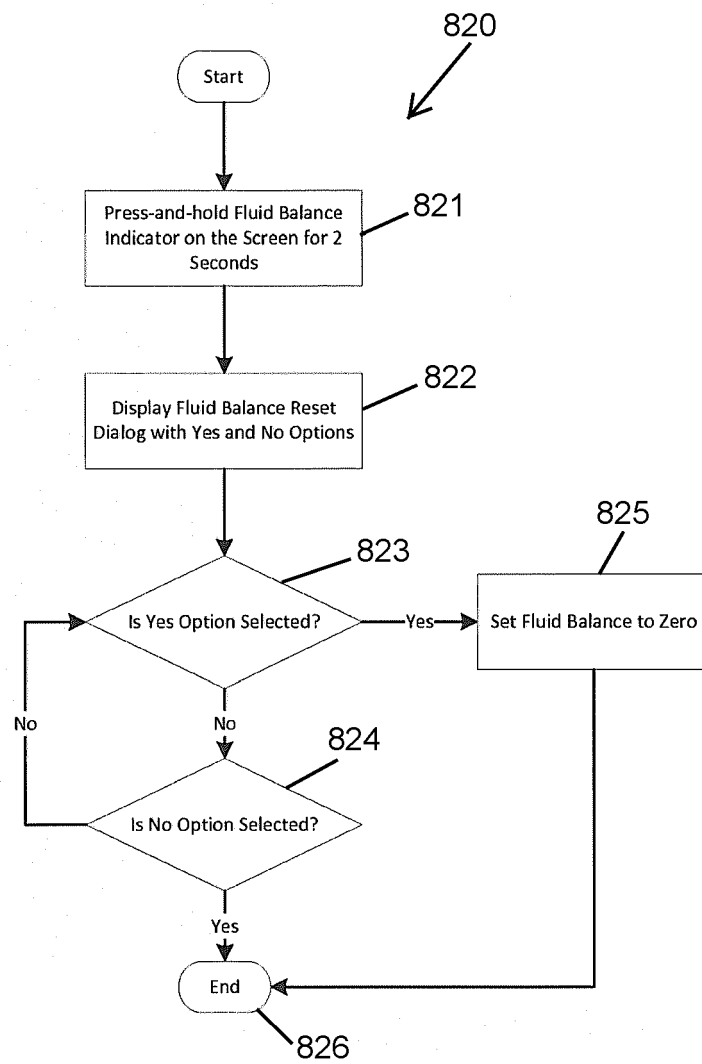 820
Start
Press-and-hold Fluid Balance
Indicator on the Screen for 2
Seconds
821
822
Display Fluid Balance Reset
Dialog with Yes and No Options
823
825
Is Yes Option Selected?
Yes
Set Fluid Balance to Zero
No
No
824
Is No Option Selected?
Yes
End
826